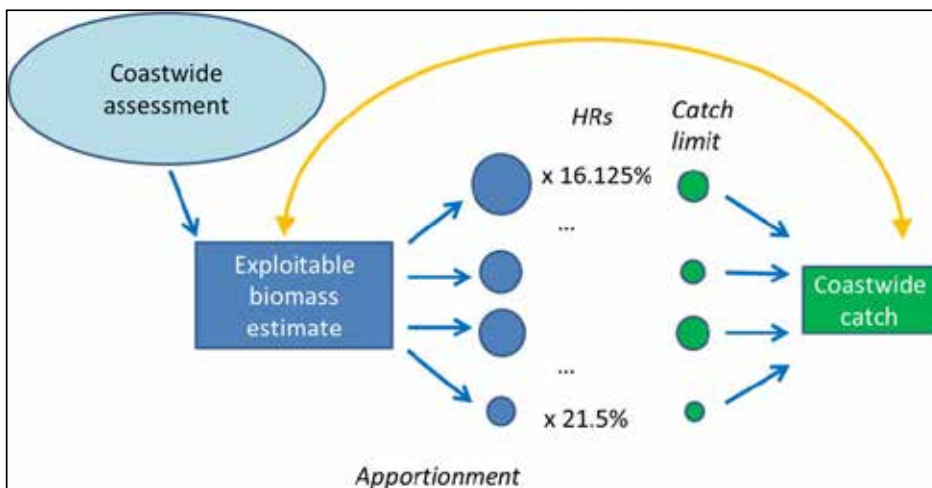 Coastwide
assessment
HRs
Catch
limit
x 16.125%
...
Exploitable
biomass
estimate
Coastwide
catch
...
x 21.5%
Apportionment